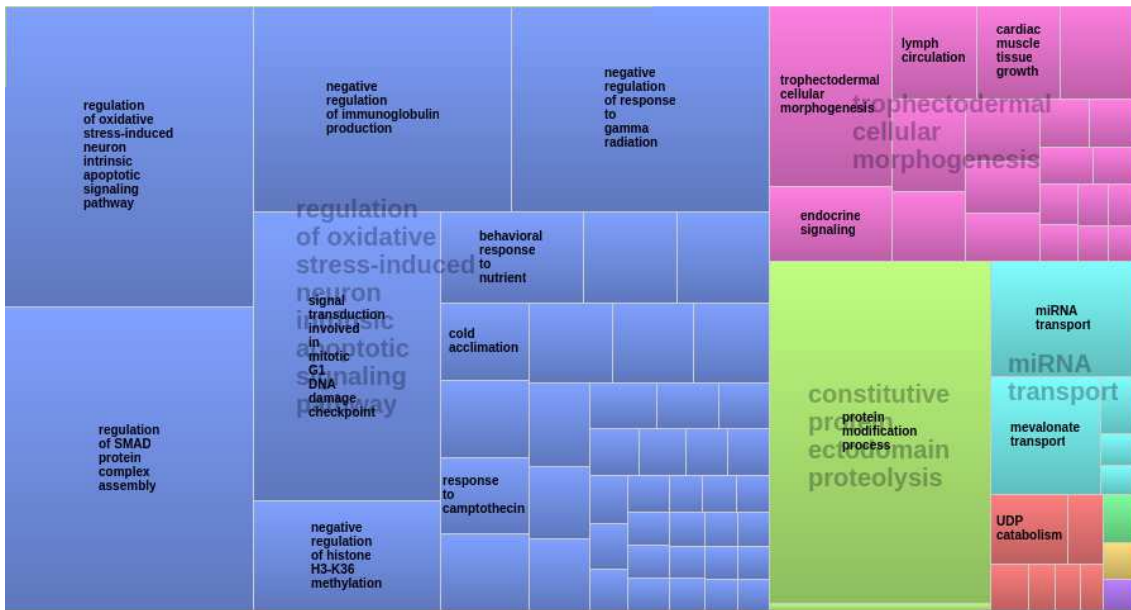 regulation
of oxidative
stress-induced
neuron
intrinsic
apoptotic
signaling
pathway
negative
regulation
of immunoglobulin
production
negative
regulation
of response
to
gamma
radiation
regulation
of SMAD
protein
complex
assembly
regulation
of oxidative
stress-induced
neuron
intrinsic
apoptotic
signaling
pathway
signal
transduction
involved
in
mitotic
G1
DNA
damage
checkpoint
negative
regulation
of histone
H3-K36
methylation
behavioral
response
to
nutrient
cold
acclimation
response
to
camptothecin
trophectodermal
cellular
morphogenesis
lymph
circulation
cardiac
muscle
tissue
growth
trophectodermal
cellular
morphogenesis
endocrine
signaling
constitutive
protein
ectodomain
proteolysis
protein
modification
process
miRNA
transport
miRNA
transport
mevalonate
transport
UDP
catabolism